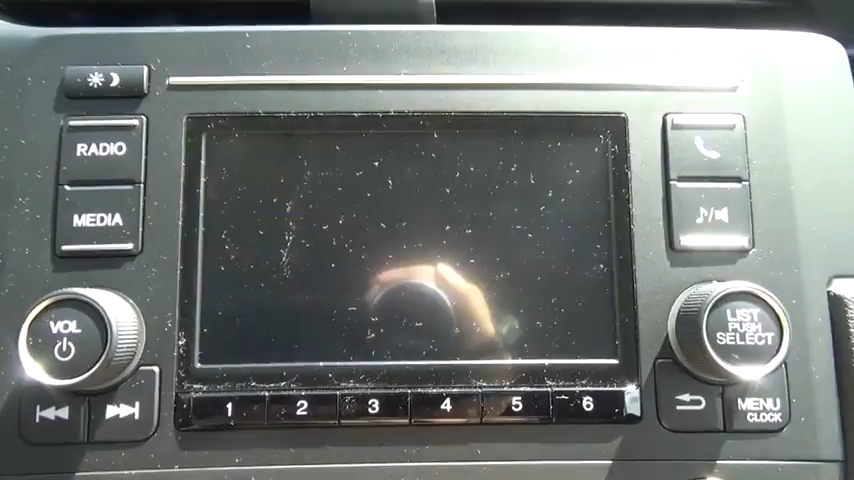 RADIO
MEDIA
VOL
1 2 3 4 5 6
LIST
PUSH
SELECT
MENU
CLOCK